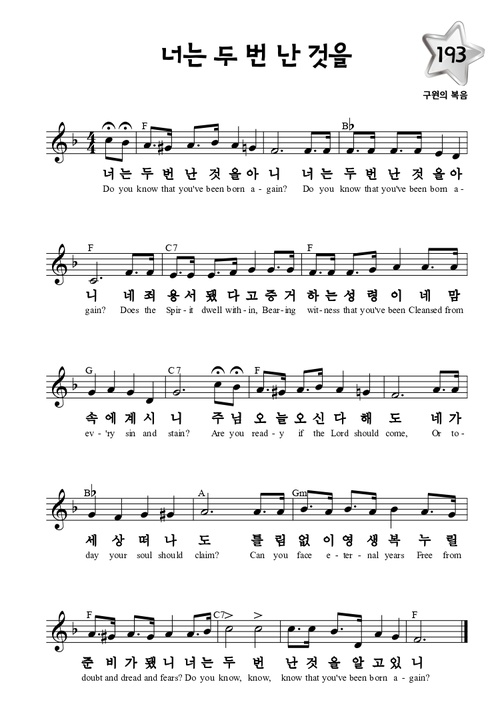 너는 두 번 난 것을
193
구원의 복음
F B♭
너는 두 번 난 것 을아 니 너는 두 번 난 것 을아
Do you know that you've been born a - gain? Do you know that you've been born a-
F C7 F
니 네 죄 용 서 됐 다 고 증 거 하 는 성 령 이 네 맘
gain? Does the Spir - it dwell with - in, Bear - ing wit - ness that you've been Cleansed from
G C7 F
속 에 계 시 니 주 님 오 늘 오 신 다 해 도 네 가
ev - 'ry sin and stain? Are you read - y if the Lord should come, Or to-
B♭ A Gm
세 상 떠 나 도 틀 림 없 이 영 생 복 누 릴
day your soul should claim? Can you face e - ter - nal years Free from
F C7 F
준 비 가 됐 니 너 는 두 번 난 것 을 알 고 있 니
doubt and dread and fears? Do you know, know, know that you've been born a - gain?